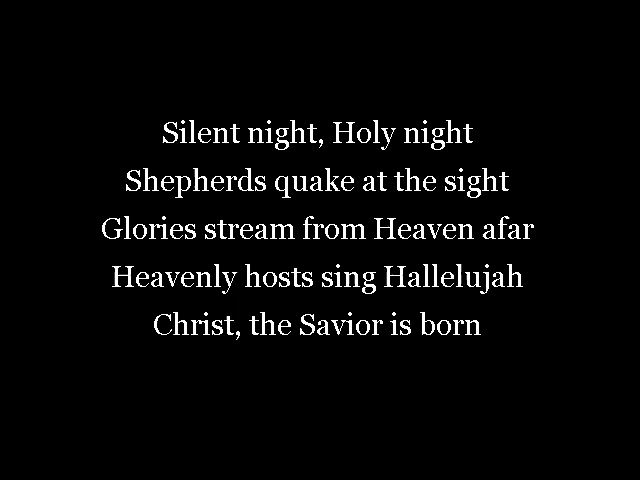 Silent night, Holy night
Shepherds quake at the sight
Glories stream from Heaven afar
Heavenly hosts sing Hallelujah
Christ, the Savior is born